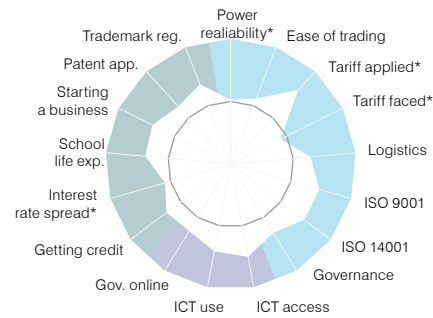 Power
realiability*
Trademark reg.
Ease of trading
Patent app.
Tariff applied*
Starting
a business
Tariff faced*
School
life exp.
Logistics
Interest
rate spread*
ISO 9001
Getting credit
ISO 14001
Gov. online
Governance
ICT use
ICT access